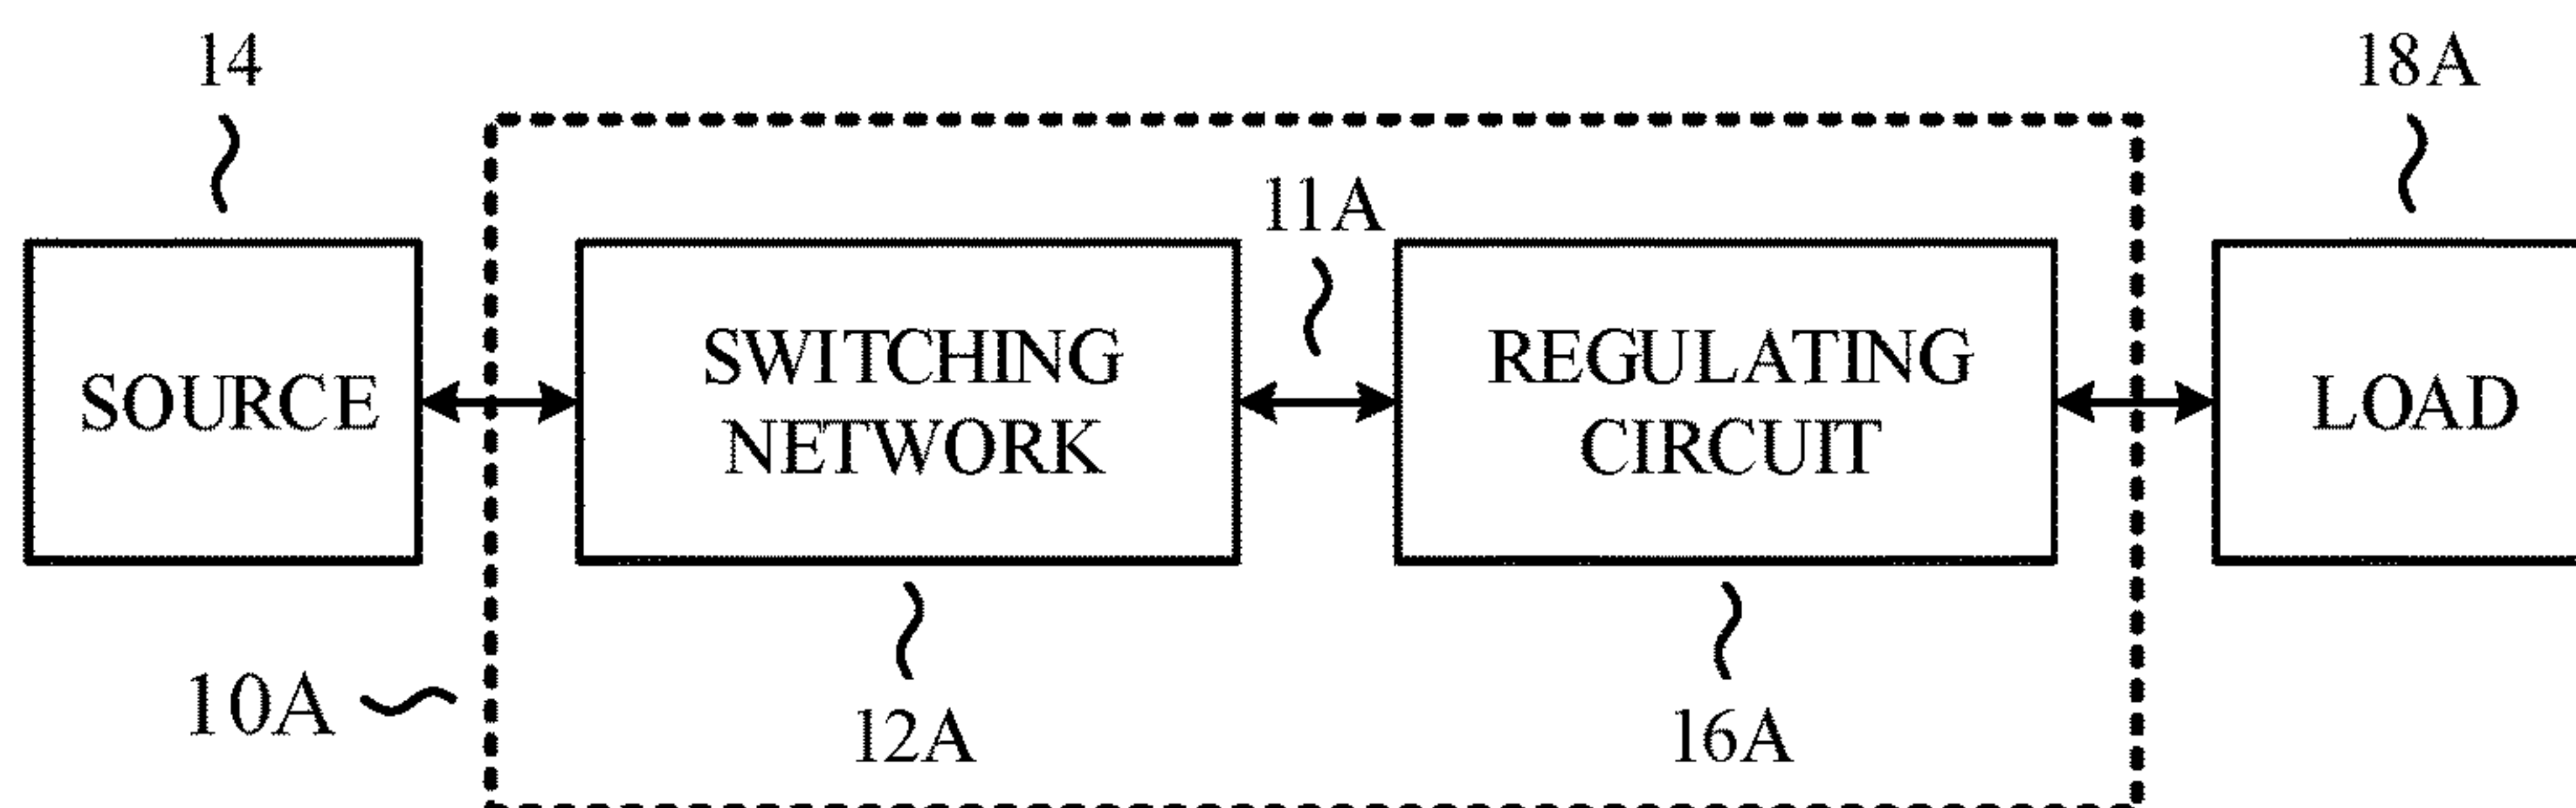 14
18A
11A
SOURCE
SWITCHING
NETWORK
REGULATING
CIRCUIT
LOAD
10A
12A
16A